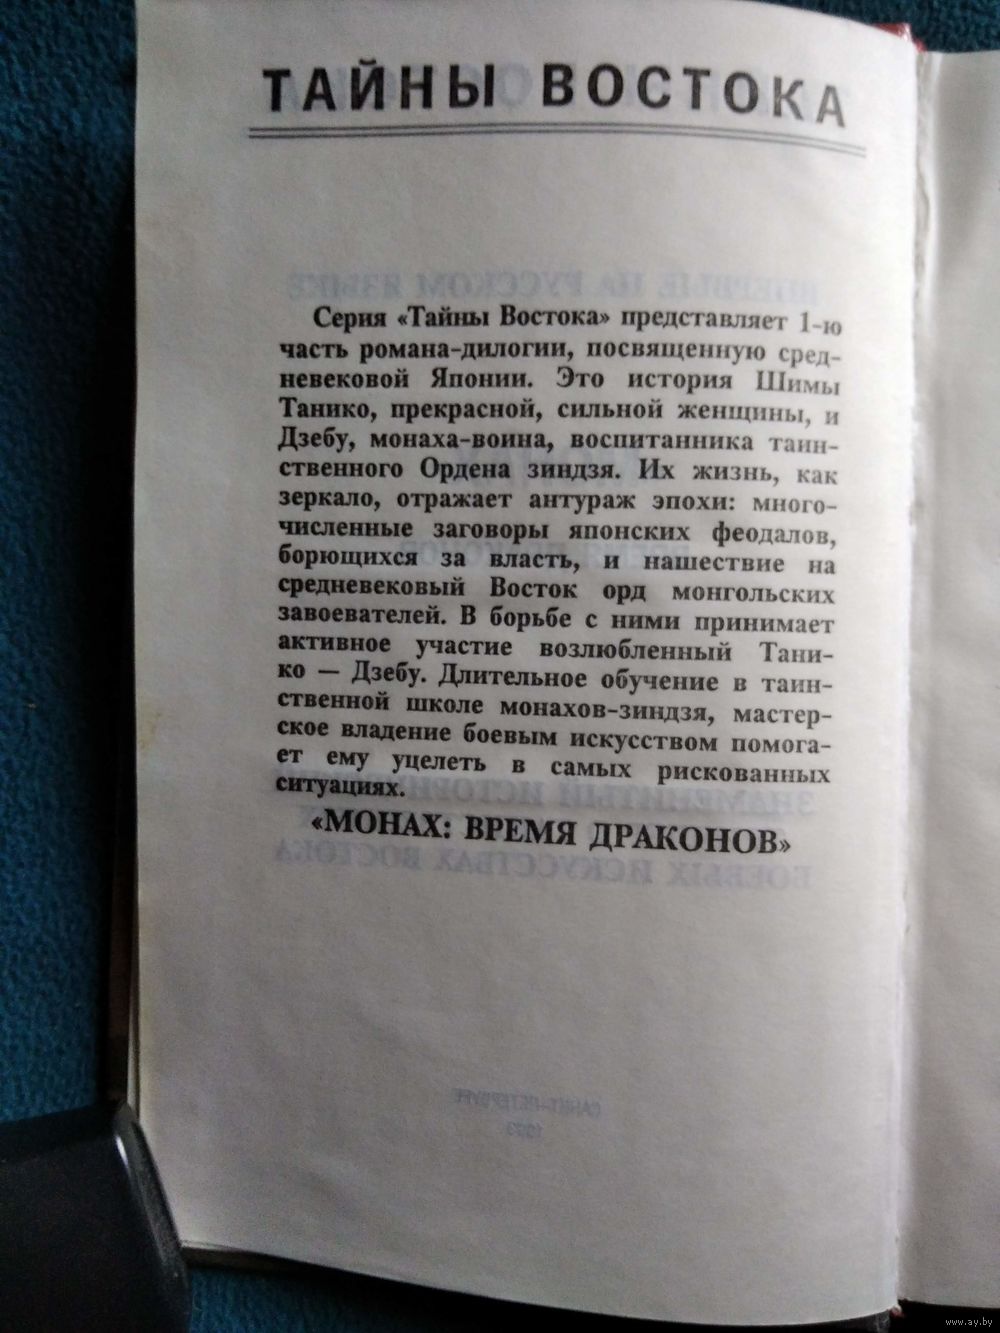 ТАЙНЫ ВОСТОКА
Серия «Тайны Востока» представляет 1-ю
часть романа-дилогии, посвященную сред-
невековой Японии. Это история Шимы
Танико, прекрасной, сильной женщины, и
Дзебу, монаха-воина, воспитанника таин-
ственного Ордена зиндзя. Их жизнь, как
зеркало, отражает антураж эпохи: много-
численные заговоры японских феодалов,
борющихся за власть, и нашествие на
средневековый Восток орд монгольских
завоевателей. В борьбе с ними принимает
активное участие возлюбленный Тани-
ко — Дзебу. Длительное обучение в таин-
ственной школе монахов-зиндзя, мастер-
ское владение боевым искусством помога-
ет ему уцелеть в самых рискованных
ситуациях.
«МОНАХ: ВРЕМЯ ДРАКОНОВ»
www.ay.by